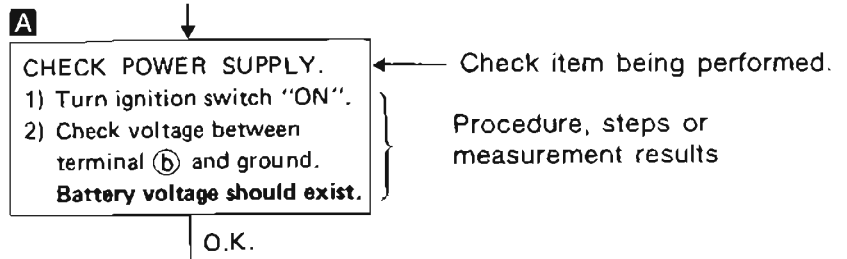 A
CHECK POWER SUPPLY.
1) Turn ignition switch "ON".
2) Check voltage between
terminal ⓑ and ground.
Battery voltage should exist.
Check item being performed.
Procedure, steps or
measurement results
O.K.